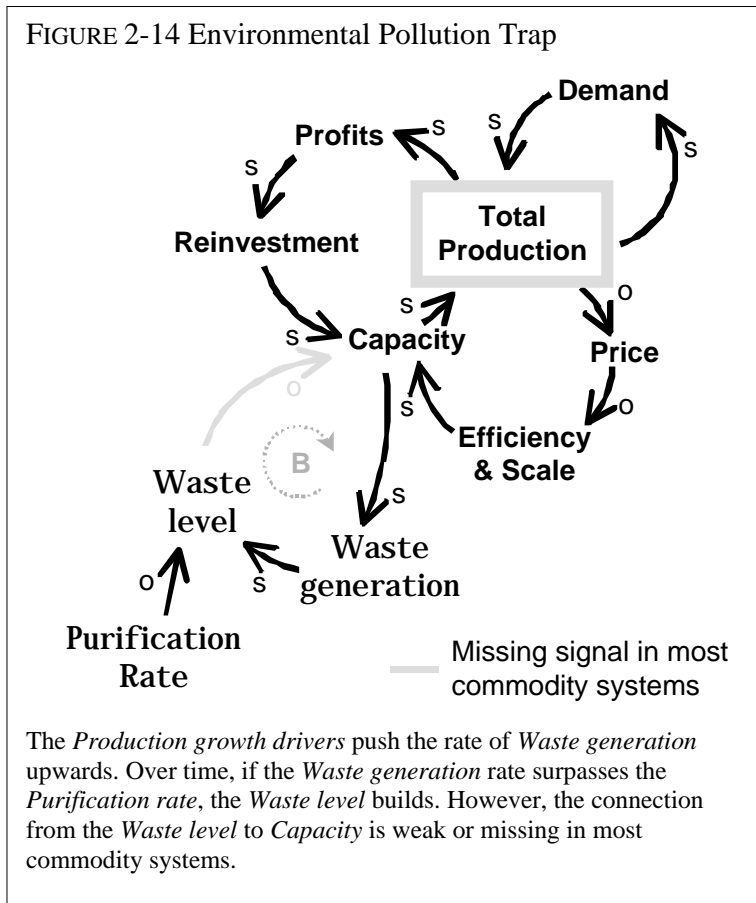 FIGURE 2-14 Environmental Pollution Trap
Demand
s
s
s
Profits
s
Total
Production
Reinvestment
s
o
s
Capacity
Price
o
s
o
Efficiency
& Scale
B
Waste
level
s
Waste
generation
o
s
Purification
Rate
Missing signal in most
commodity systems
The Production growth drivers push the rate of Waste generation
upwards. Over time, if the Waste generation rate surpasses the
Purification rate, the Waste level builds. However, the connection
from the Waste level to Capacity is weak or missing in most
commodity systems.